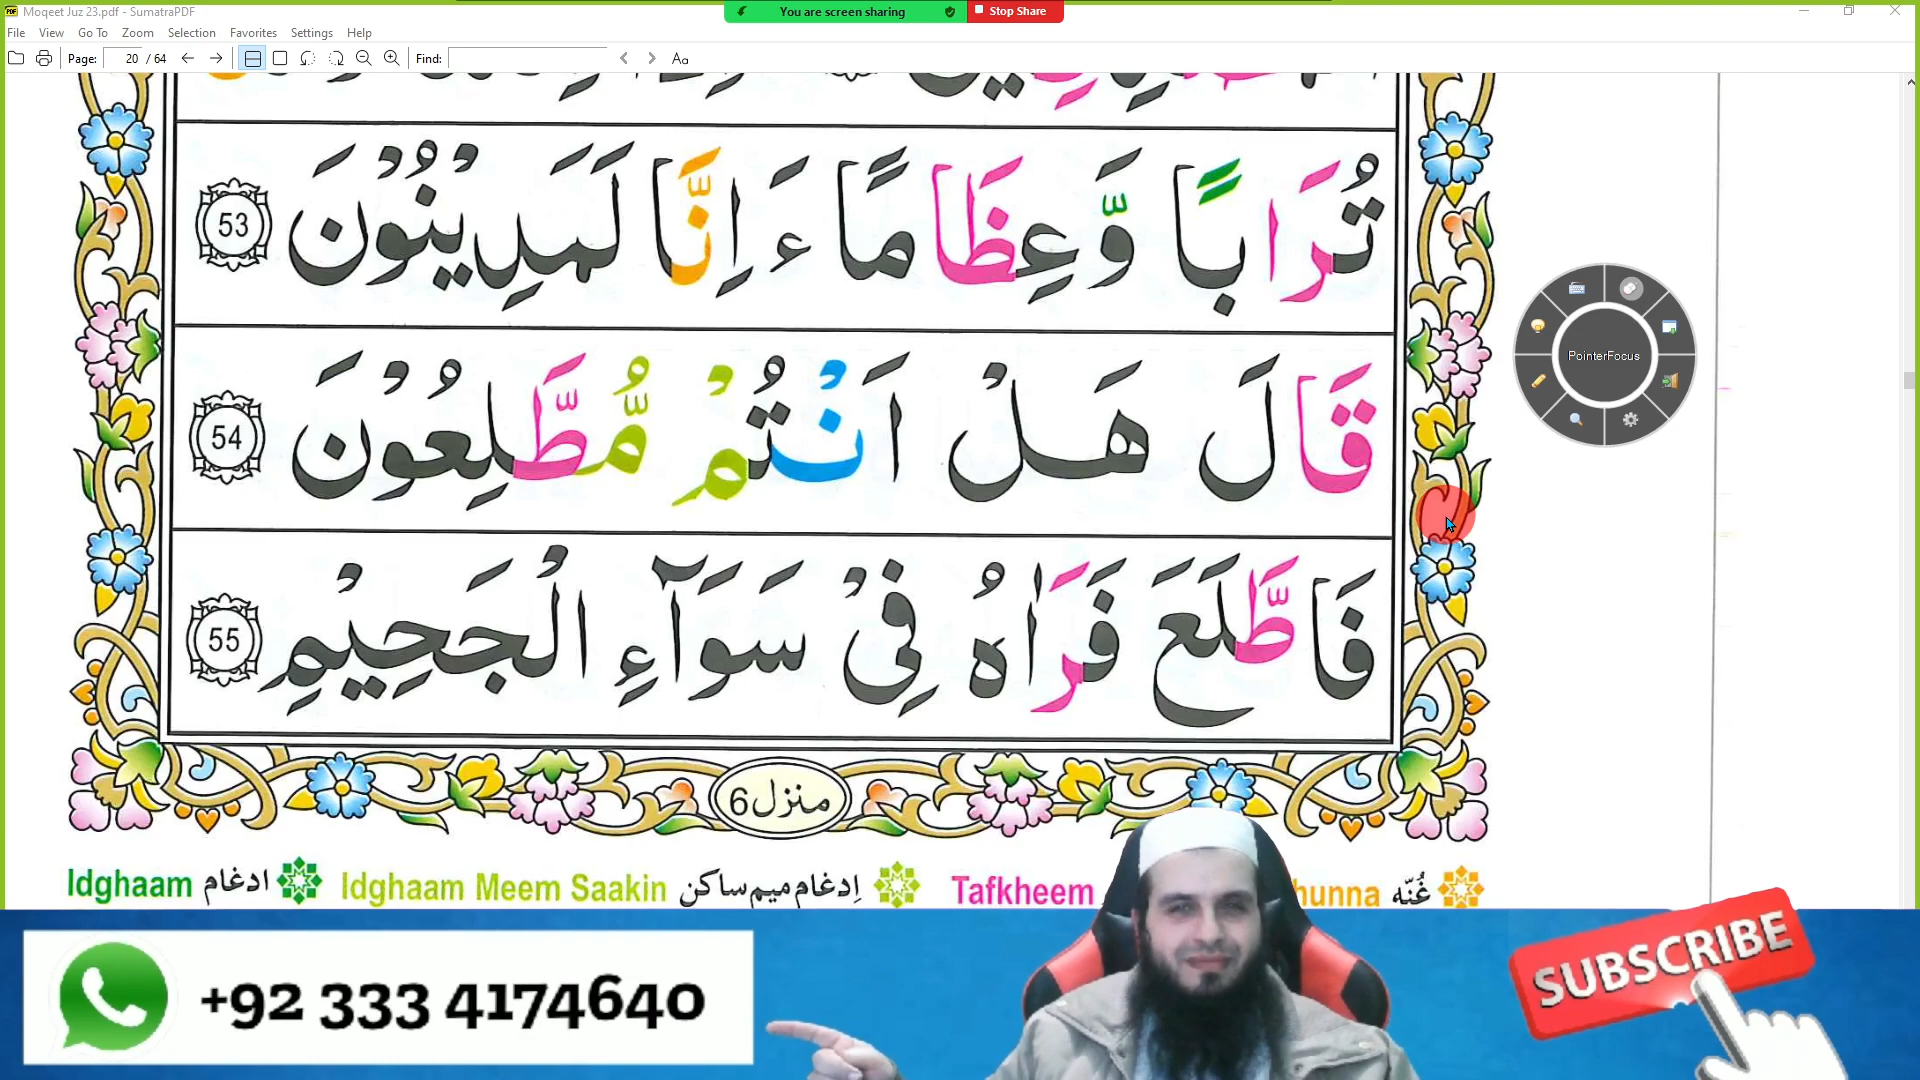 Moqeet Juz 23.pdf - SumatraPDF
You are screen sharing
Stop Share
File View Go To Zoom Selection Favorites Settings Help
Page: 20 / 64 Find: Aa
تُرَابًا وَّعِظَامًا ءَ اِنَّا لَمَدِيْنُوْنَ 53
قَالَ هَلْ اَنْتُمْ مُّطَّلِعُوْنَ 54
فَاطَّلَعَ فَرَاٰهُ فِيْ سَوَآءِ الْجَحِيْمِ 55
PointerFocus
منزل 6
Idghaam ادغام Idghaam Meem Saakin اِدغام میم ساکن Tafkheem hunna غُنّه
+92 333 4174640
SUBSCRIBE